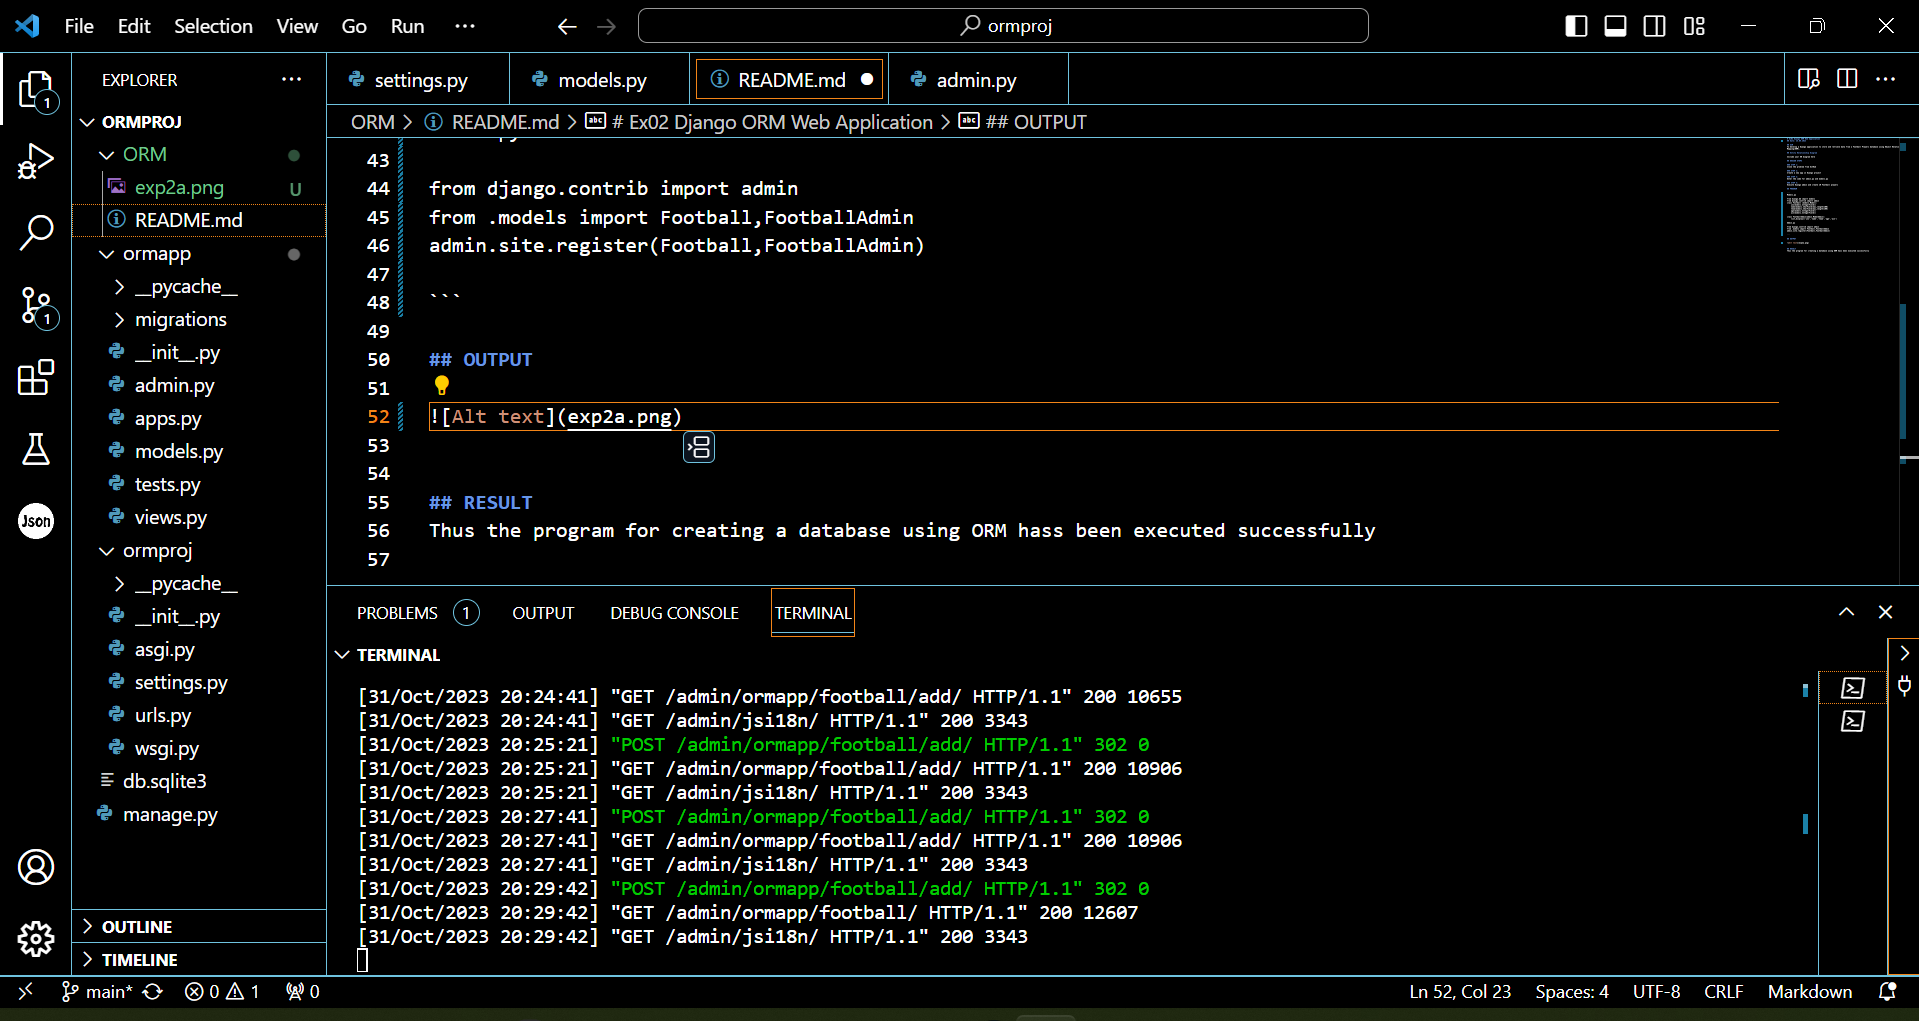 File Edit Selection View Go Run ···
ormproj
EXPLORER
ORMPROJ
ORM
exp2a.png U
README.md
ormapp
__pycache__
migrations
__init__.py
admin.py
apps.py
models.py
tests.py
views.py
ormproj
__pycache__
__init__.py
asgi.py
settings.py
urls.py
wsgi.py
db.sqlite3
manage.py
OUTLINE
TIMELINE
1
1
Json
settings.py models.py README.md admin.py
ORM > README.md > # Ex02 Django ORM Web Application > ## OUTPUT
43
44 from django.contrib import admin
45 from .models import Football,FootballAdmin
46 admin.site.register(Football,FootballAdmin)
47
48 ```
49
50 ## OUTPUT
51
52 ![Alt text](exp2a.png)
53
54
55 ## RESULT
56 Thus the program for creating a database using ORM hass been executed successfully
57
PROBLEMS 1 OUTPUT DEBUG CONSOLE TERMINAL
TERMINAL
[31/Oct/2023 20:24:41] "GET /admin/ormapp/football/add/ HTTP/1.1" 200 10655
[31/Oct/2023 20:24:41] "GET /admin/jsi18n/ HTTP/1.1" 200 3343
[31/Oct/2023 20:25:21] "POST /admin/ormapp/football/add/ HTTP/1.1" 302 0
[31/Oct/2023 20:25:21] "GET /admin/ormapp/football/add/ HTTP/1.1" 200 10906
[31/Oct/2023 20:25:21] "GET /admin/jsi18n/ HTTP/1.1" 200 3343
[31/Oct/2023 20:27:41] "POST /admin/ormapp/football/add/ HTTP/1.1" 302 0
[31/Oct/2023 20:27:41] "GET /admin/ormapp/football/add/ HTTP/1.1" 200 10906
[31/Oct/2023 20:27:41] "GET /admin/jsi18n/ HTTP/1.1" 200 3343
[31/Oct/2023 20:29:42] "POST /admin/ormapp/football/add/ HTTP/1.1" 302 0
[31/Oct/2023 20:29:42] "GET /admin/ormapp/football/ HTTP/1.1" 200 12607
[31/Oct/2023 20:29:42] "GET /admin/jsi18n/ HTTP/1.1" 200 3343
main* 0 1 0
Ln 52, Col 23 Spaces: 4 UTF-8 CRLF Markdown